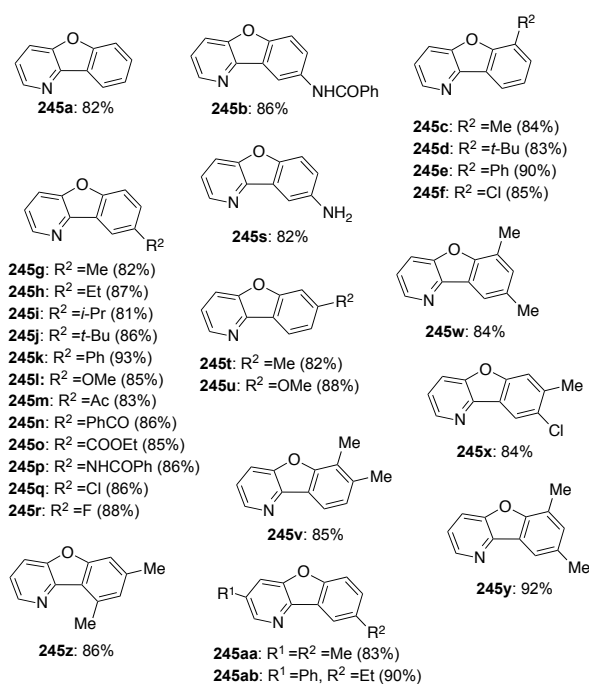 O
N
245a: 82%
O
N
NHCOPh
245b: 86%
R2
O
N
245c: R2 =Me (84%)
245d: R2 =t-Bu (83%)
245e: R2 =Ph (90%)
245f: R2 = Cl (85%)
O
N
R2
245g: R2 =Me (82%)
245h: R2 =Et (87%)
245i: R2 =i-Pr (81%)
245j: R2 =t-Bu (86%)
245k: R2 =Ph (93%)
245l: R2 =OMe (85%)
245m: R2 =Ac (83%)
245n: R2 =PhCO (86%)
245o: R2 =COOEt (85%)
245p: R2 =NHCOPh (86%)
245q: R2 =Cl (86%)
245r: R2 =F (88%)
O
N
NH2
245s: 82%
O
N
R2
245t: R2 =Me (82%)
245u: R2 =OMe (88%)
Me
O
N
Me
245w: 84%
O
N
Me
Cl
245x: 84%
Me
O
Me
N
245v: 85%
Me
O
N
Me
245y: 92%
O
Me
N
Me
245z: 86%
O
R1
N
R2
245aa: R1 =R2 =Me (83%)
245ab: R1 =Ph, R2 =Et (90%)